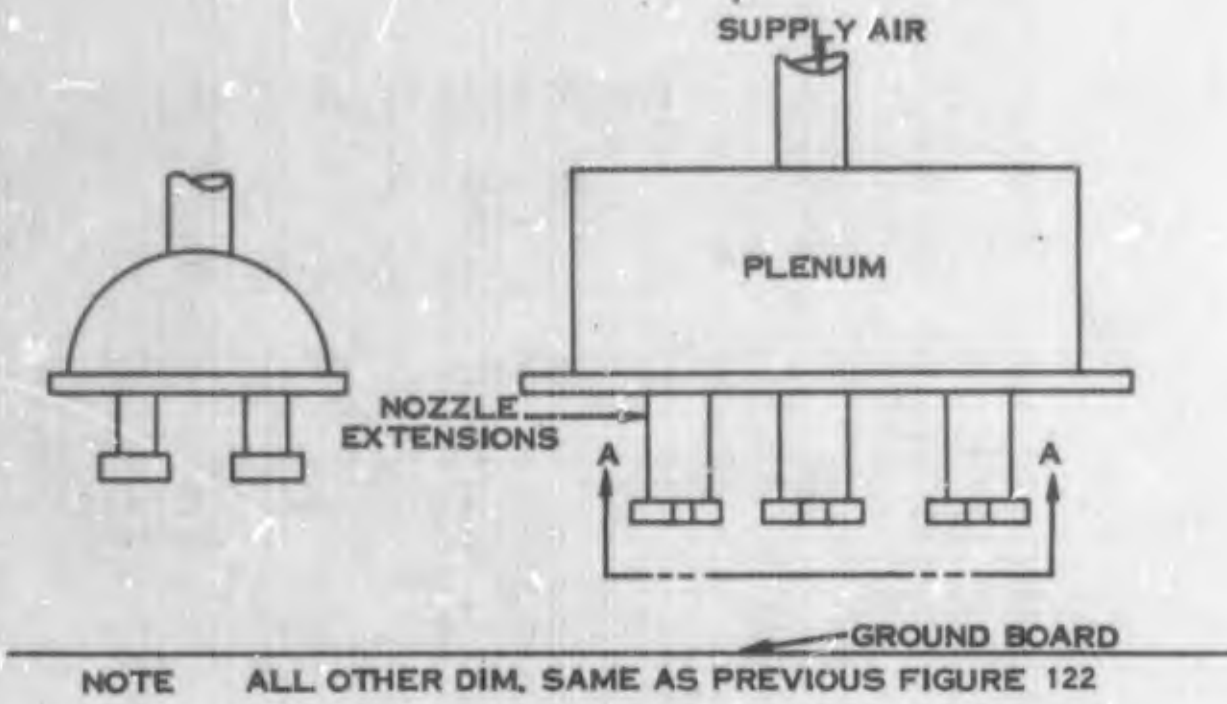 SUPPLY AIR
PLENUM
NOZZLE
EXTENSIONS
A A
GROUND BOARD
NOTE ALL OTHER DIM. SAME AS PREVIOUS FIGURE 122